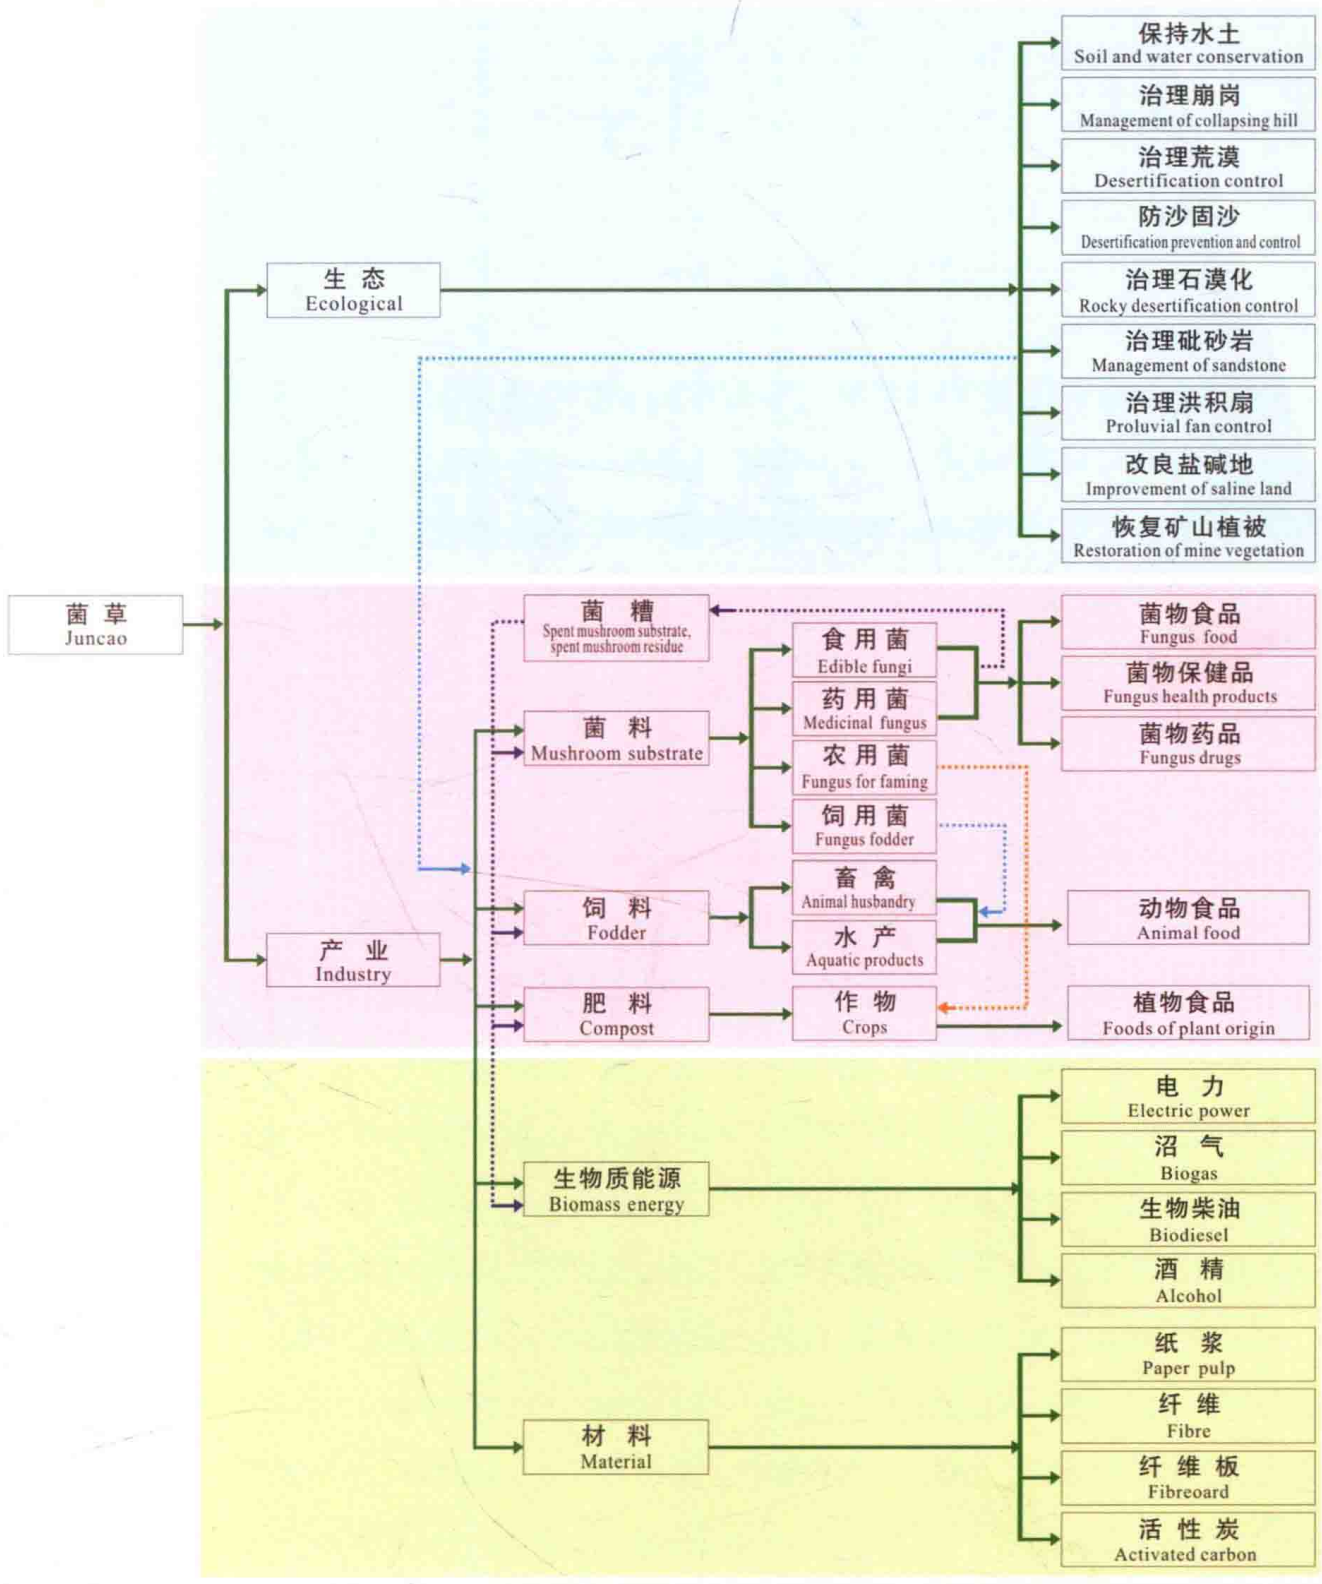 保持水土
Soil and water conservation
治理崩岗
Management of collapsing hill
治理荒漠
Desertification control
防沙固沙
Desertification prevention and control
生 态
Ecological
治理石漠化
Rocky desertification control
治理砒砂岩
Management of sandstone
治理洪积扇
Proluvial fan control
改良盐碱地
Improvement of saline land
恢复矿山植被
Restoration of mine vegetation
菌 草
Juncao
菌 糟
Spent mushroom substrate,
spent mushroom residue
食 用 菌
Edible fungi
菌物食品
Fungus food
菌 料
Mushroom substrate
药 用 菌
Medicinal fungus
菌物保健品
Fungus health products
农 用 菌
Fungus for faming
菌物药品
Fungus drugs
饲 用 菌
Fungus fodder
产 业
Industry
饲 料
Fodder
畜 禽
Animal husbandry
水 产
Aquatic products
动物食品
Animal food
肥 料
Compost
作 物
Crops
植物食品
Foods of plant origin
生物质能源
Biomass energy
电 力
Electric power
沼 气
Biogas
生物柴油
Biodiesel
酒 精
Alcohol
材 料
Material
纸 浆
Paper pulp
纤 维
Fibre
纤 维 板
Fibreoard
活 性 炭
Activated carbon